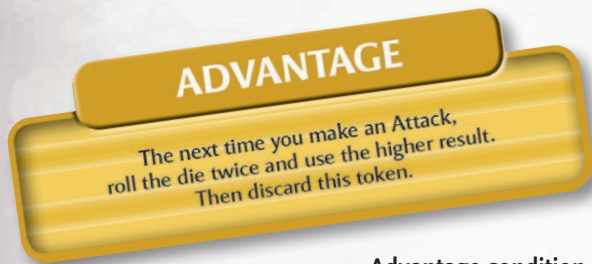 ADVANTAGE
The next time you make an Attack,
roll the die twice and use the higher result.
Then discard this token.
Advantage condition